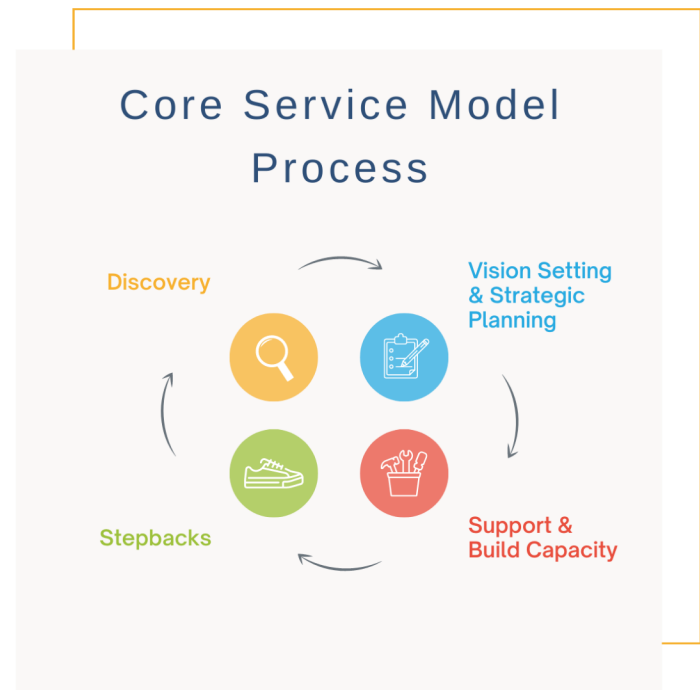 Core Service Model
Process
Discovery
Vision Setting
& Strategic
Planning
Stepbacks
Support &
Build Capacity